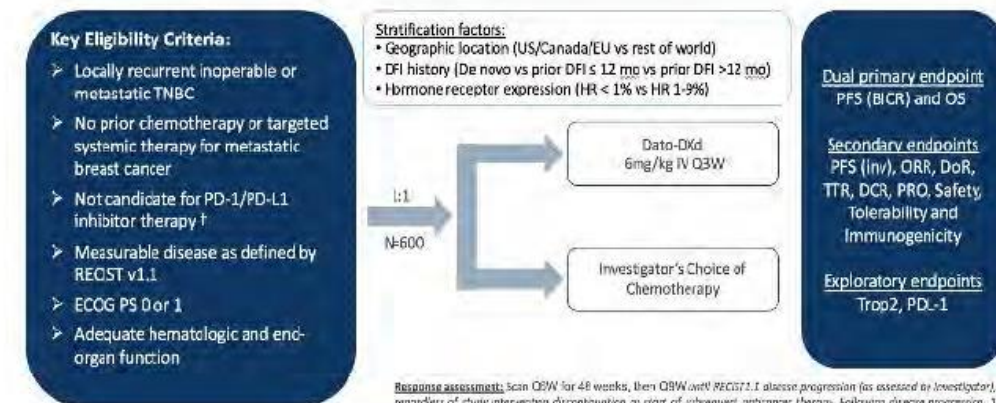 Key Eligibility Criteria:
➢ Locally recurrent inoperable or
metastatic TNBC
➢ No prior chemotherapy or targeted
systemic therapy for metastatic
breast cancer
➢ Not candidate for PD-1/PD-L1
inhibitor therapy †
➢ Measurable disease as defined by
RECIST v1.1
➢ ECOG PS 0 or 1
➢ Adequate hematologic and end-
organ function
Stratification factors:
• Geographic location (US/Canada/EU vs rest of world)
• DFI history (De novo vs prior DFI ≤ 12 mo vs prior DFI >12 mo)
• Hormone receptor expression (HR < 1% vs HR 1-9%)
1:1
N=600
Dato-DXd
6mg/kg IV Q3W
Investigator's Choice of
Chemotherapy
Dual primary endpoint
PFS (BICR) and OS
Secondary endpoints
PFS (Inv), ORR, DoR,
TTR, DCR, PRO, Safety,
Tolerability and
Immunogenicity
Exploratory endpoints
Trop2, PDL-1
Response assessment: Scan Q6W for 48 weeks, then Q9W until RECIST1.1 disease progression (as assessed by Investigator),
regardless of study intervention discontinuation or start of subsequent anticancer therapy. Following disease progression, 1